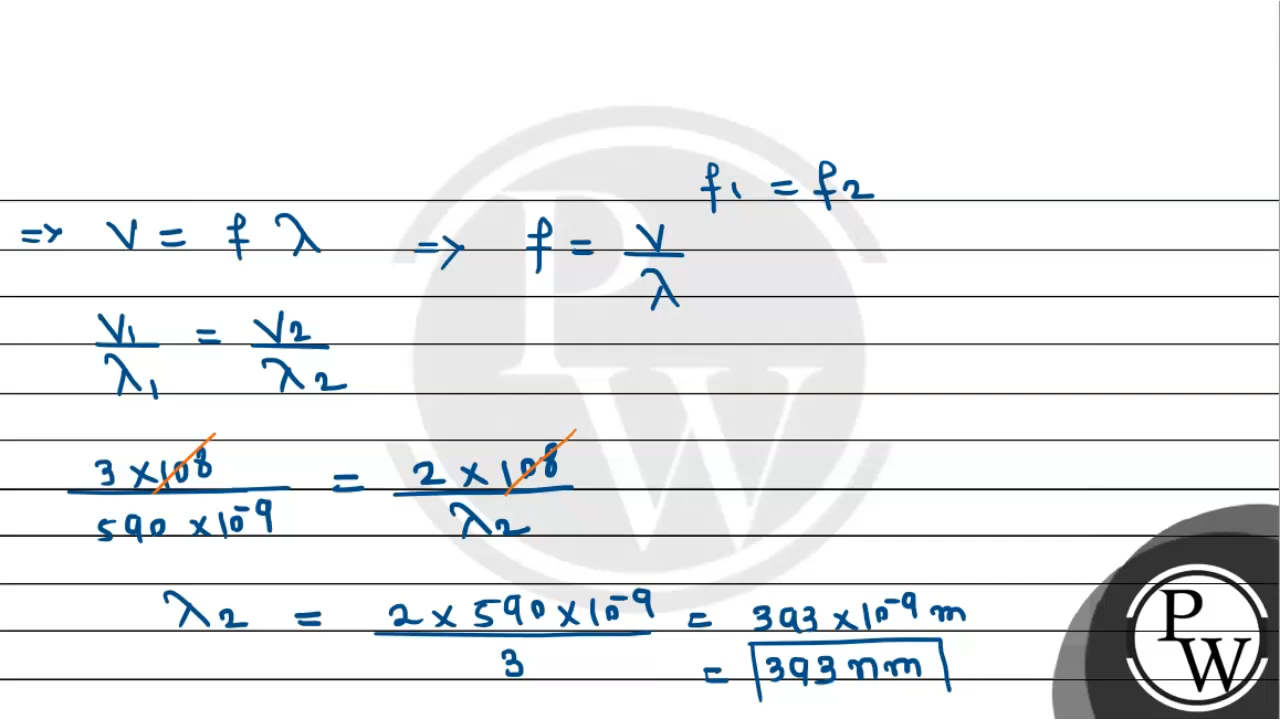 f₁ = f₂
⇒ v = f λ ⇒ f = v/λ
v₁/λ₁ = v₂/λ₂
3 × 10⁸/590 × 10⁻⁹ = 2 × 10⁸/λ₂
λ₂ = 2 × 590 × 10⁻⁹/3 = 393 × 10⁻⁹ m
= 393 nm
P
W
P
W